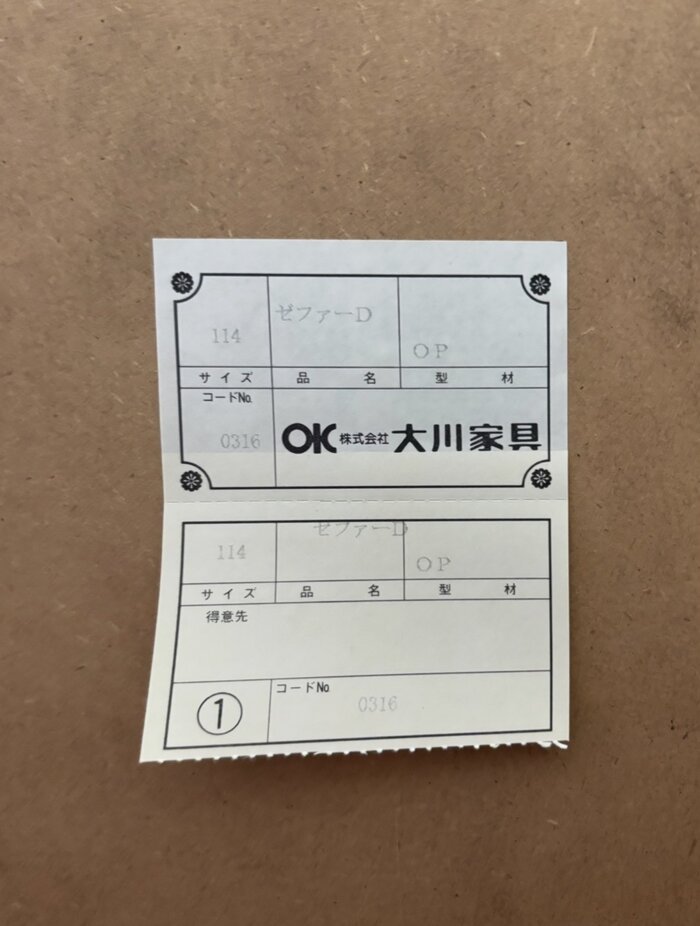 114 ゼファーD OP
サイズ 品名 型材
コードNo.
0316 OK 株式会社 大川家具
114 ゼファーD OP
サイズ 品名 型材
得意先
① コードNo.
0316